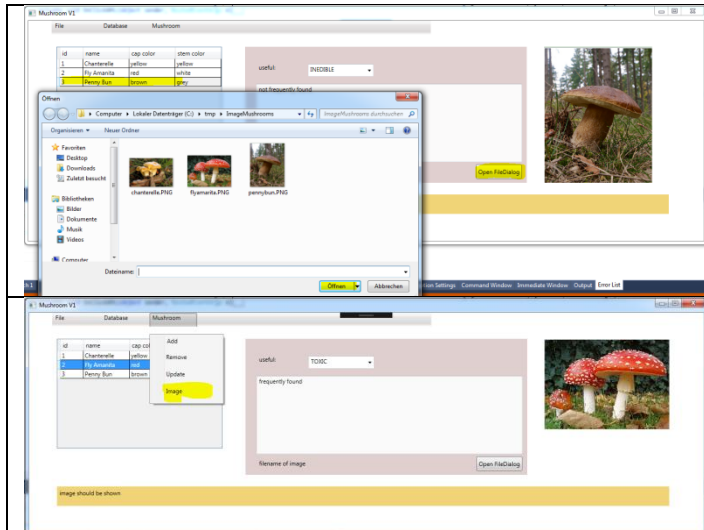 Mushroom V1
File Database Mushroom
id name cap color stem color
1 Chanterelle yellow yellow
2 Fly Amanita red white
3 Penny Bun brown grey
useful: INEDIBLE
not frequently found
Open FileDialog
Öffnen
Computer Lokaler Datenträger (C:) tmp ImageMushrooms
ImageMushrooms durchsuchen
Organisieren Neuer Ordner
Favoriten
Desktop
Downloads
Zuletzt besucht
Bibliotheken
Bilder
Dokumente
Musik
Videos
Computer
chanterelle.PNG flyamanita.PNG pennybun.PNG
Dateiname:
Öffnen Abbrechen
Settings Command Window Immediate Window Output Error List
Mushroom V1
File Database Mushroom
Add
Remove
Update
Image
id name cap col
1 Chanterelle yellow
2 Fly Amanita red
3 Penny Bun brown
useful: TOXIC
frequently found
filename of image
Open FileDialog
image should be shown